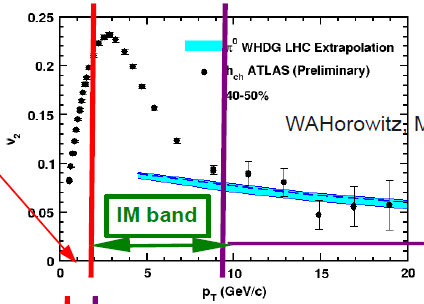 0.25
0.2
0.15
0.1
0.05
0
v2
π0 WHDG LHC Extrapolation
hch ATLAS (Preliminary)
40-50%
WAHorowitz,
IM band
0 5 10 15 20
pT (GeV/c)